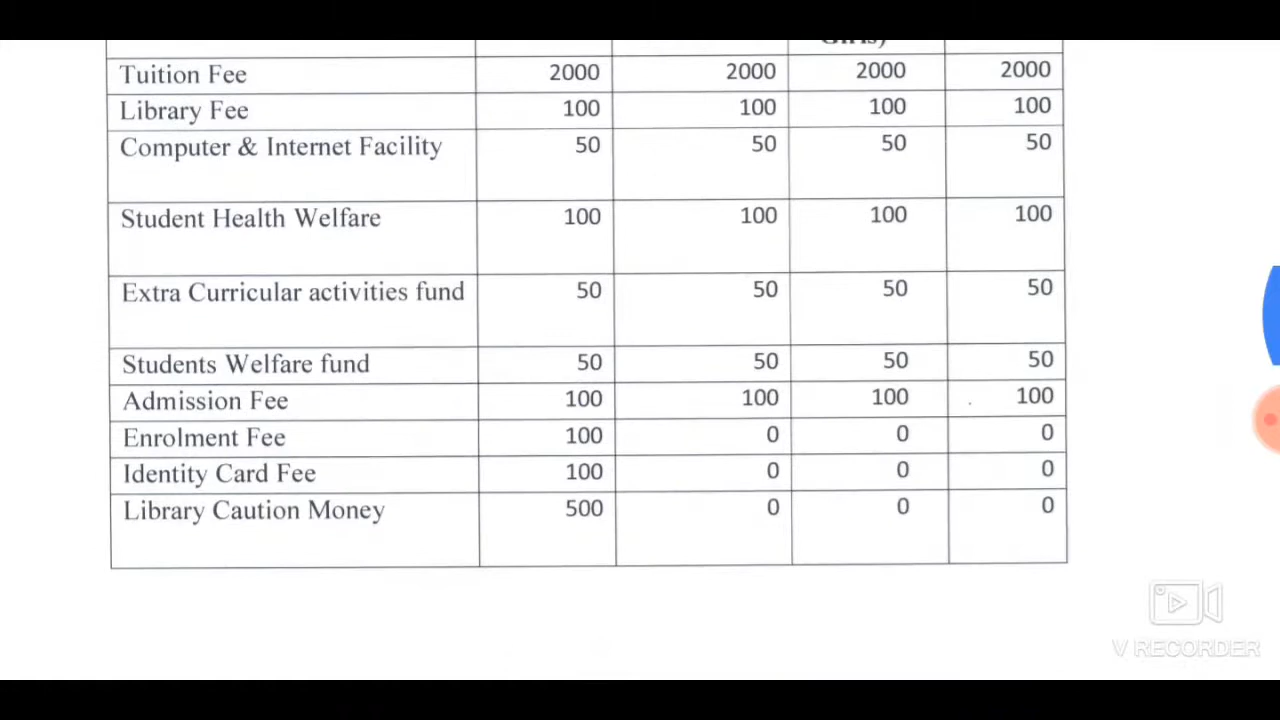 Girls)
Tuition Fee 2000 2000 2000 2000
Library Fee 100 100 100 100
Computer & Internet Facility 50 50 50 50
Student Health Welfare 100 100 100 100
Extra Curricular activities fund 50 50 50 50
Students Welfare fund 50 50 50 50
Admission Fee 100 100 100 100
Enrolment Fee 100 0 0 0
Identity Card Fee 100 0 0 0
Library Caution Money 500 0 0 0
V RECORDER